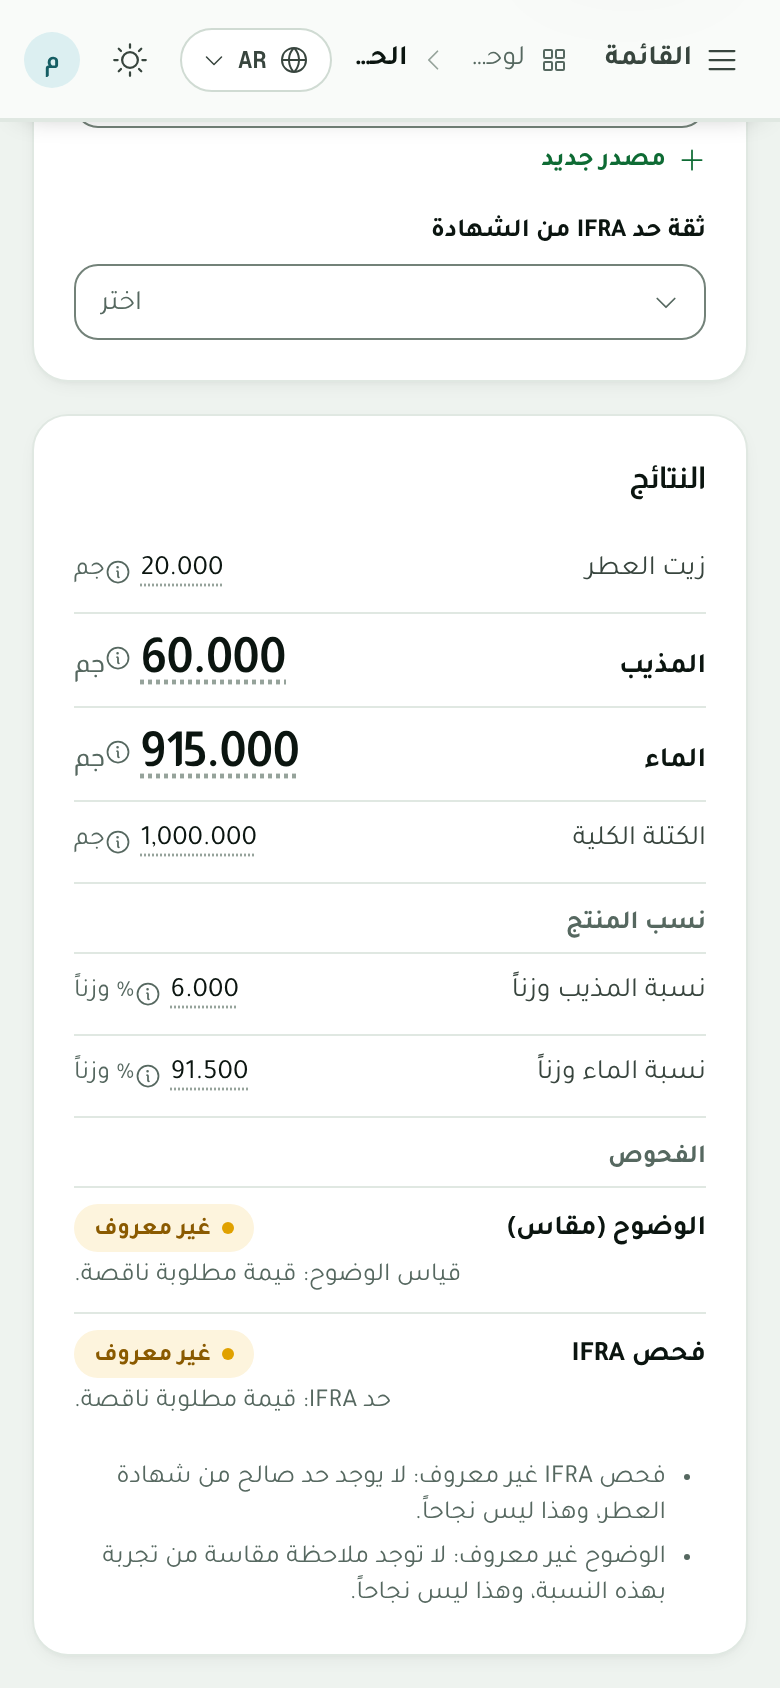 القائمة
لوحـ...
الحـ...
AR
م
مصدر جديد
ثقة حد IFRA من الشهادة
اختر
النتائج
زيت العطر 20.000 جم
المذيب 60.000 جم
الماء 915.000 جم
الكتلة الكلية 1,000.000 جم
نسب المنتج
نسبة المذيب وزناً 6.000 % وزناً
نسبة الماء وزناً 91.500 % وزناً
الفحوص
الوضوح (مقاس) غير معروف
قياس الوضوح: قيمة مطلوبة ناقصة.
فحص IFRA غير معروف
حد IFRA: قيمة مطلوبة ناقصة.
• فحص IFRA غير معروف: لا يوجد حد صالح من شهادة
العطر، وهذا ليس نجاحاً.
• الوضوح غير معروف: لا توجد ملاحظة مقاسة من تجربة
بهذه النسبة، وهذا ليس نجاحاً.